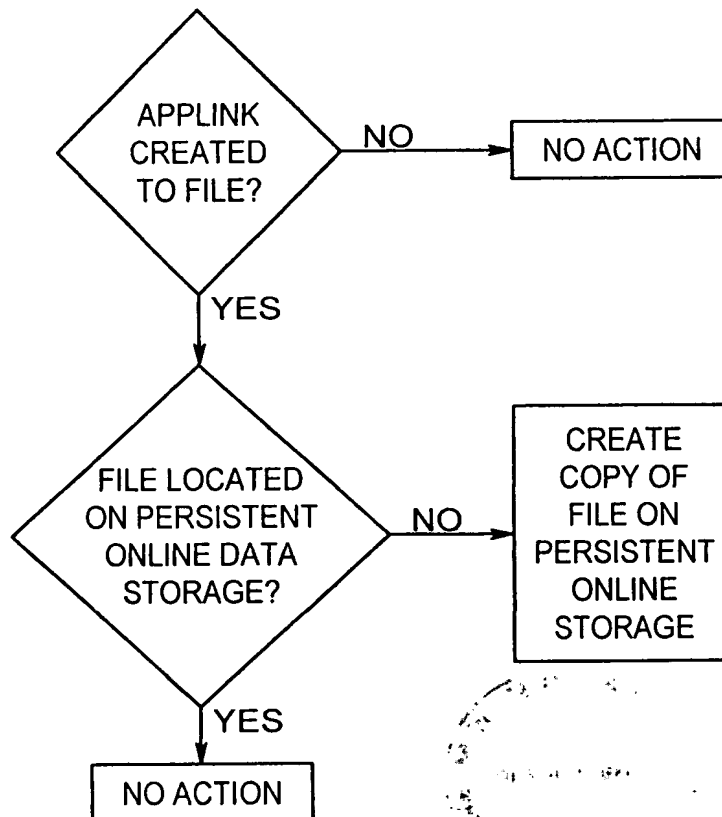 APPLINK
CREATED
TO FILE?
NO
NO ACTION
YES
FILE LOCATED
ON PERSISTENT
ONLINE DATA
STORAGE?
NO
CREATE
COPY OF
FILE ON
PERSISTENT
ONLINE
STORAGE
YES
NO ACTION